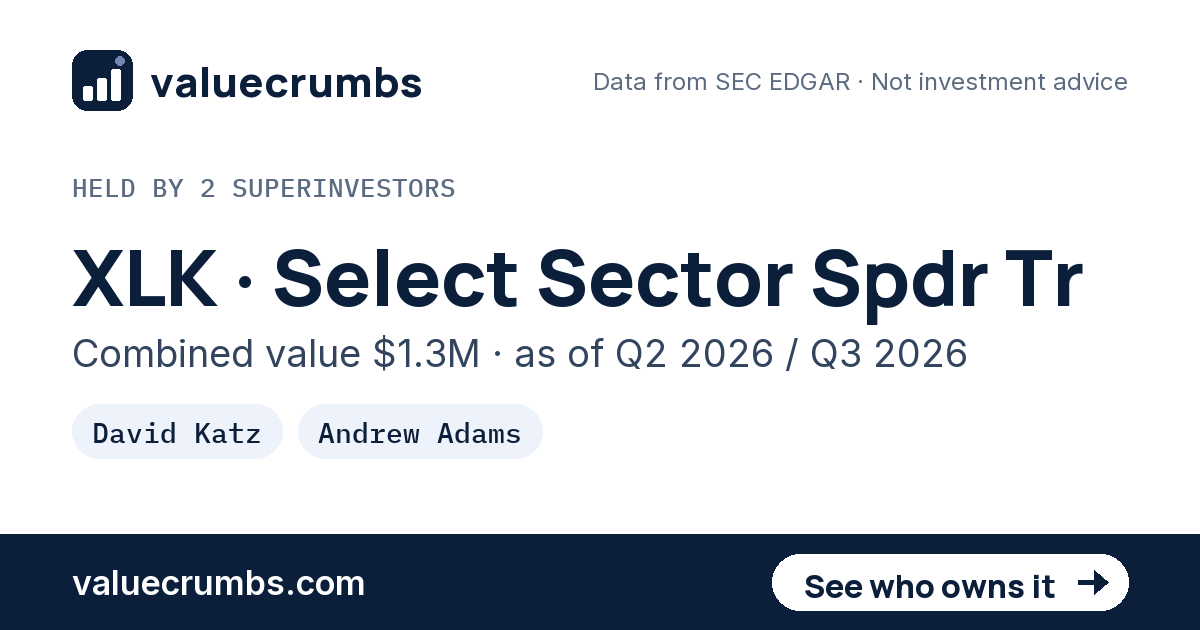 valuecrumbs
Data from SEC EDGAR · Not investment advice
HELD BY 2 SUPERINVESTORS
XLK · Select Sector Spdr Tr
Combined value $1.3M · as of Q2 2026 / Q3 2026
David Katz
Andrew Adams
valuecrumbs.com
See who owns it →